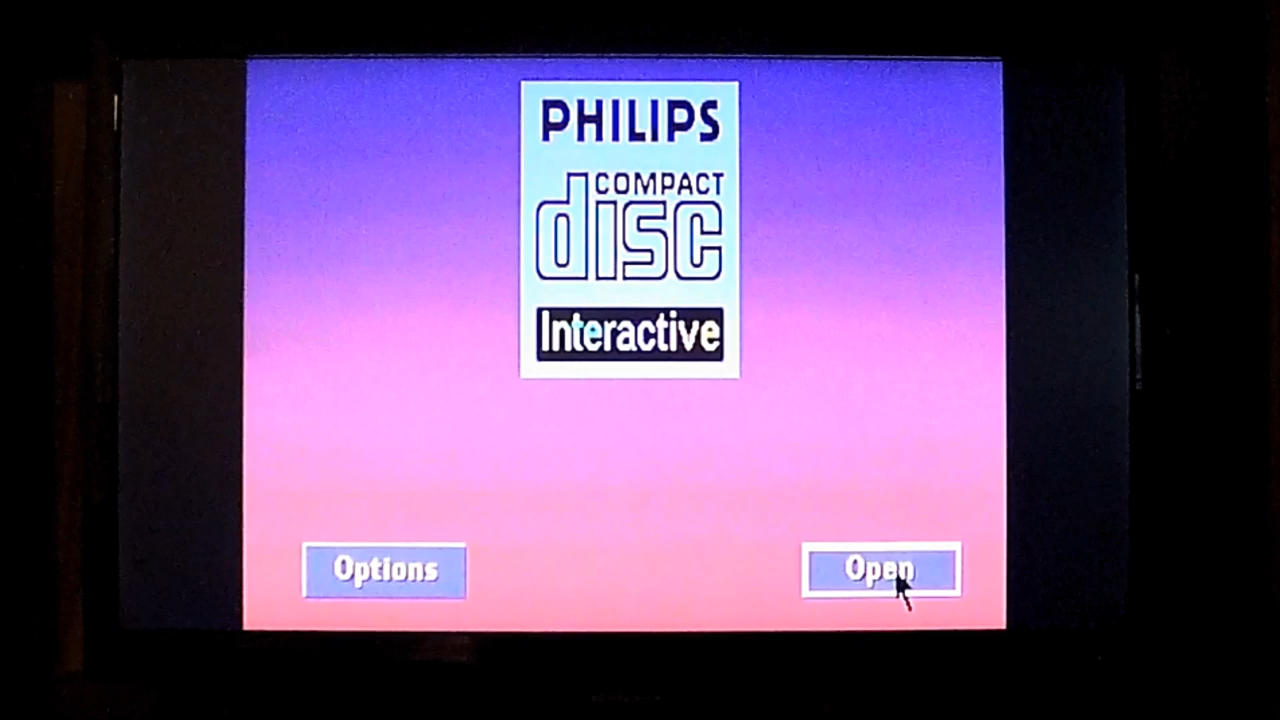 PHILIPS
COMPACT
disc
Interactive
Options
Open